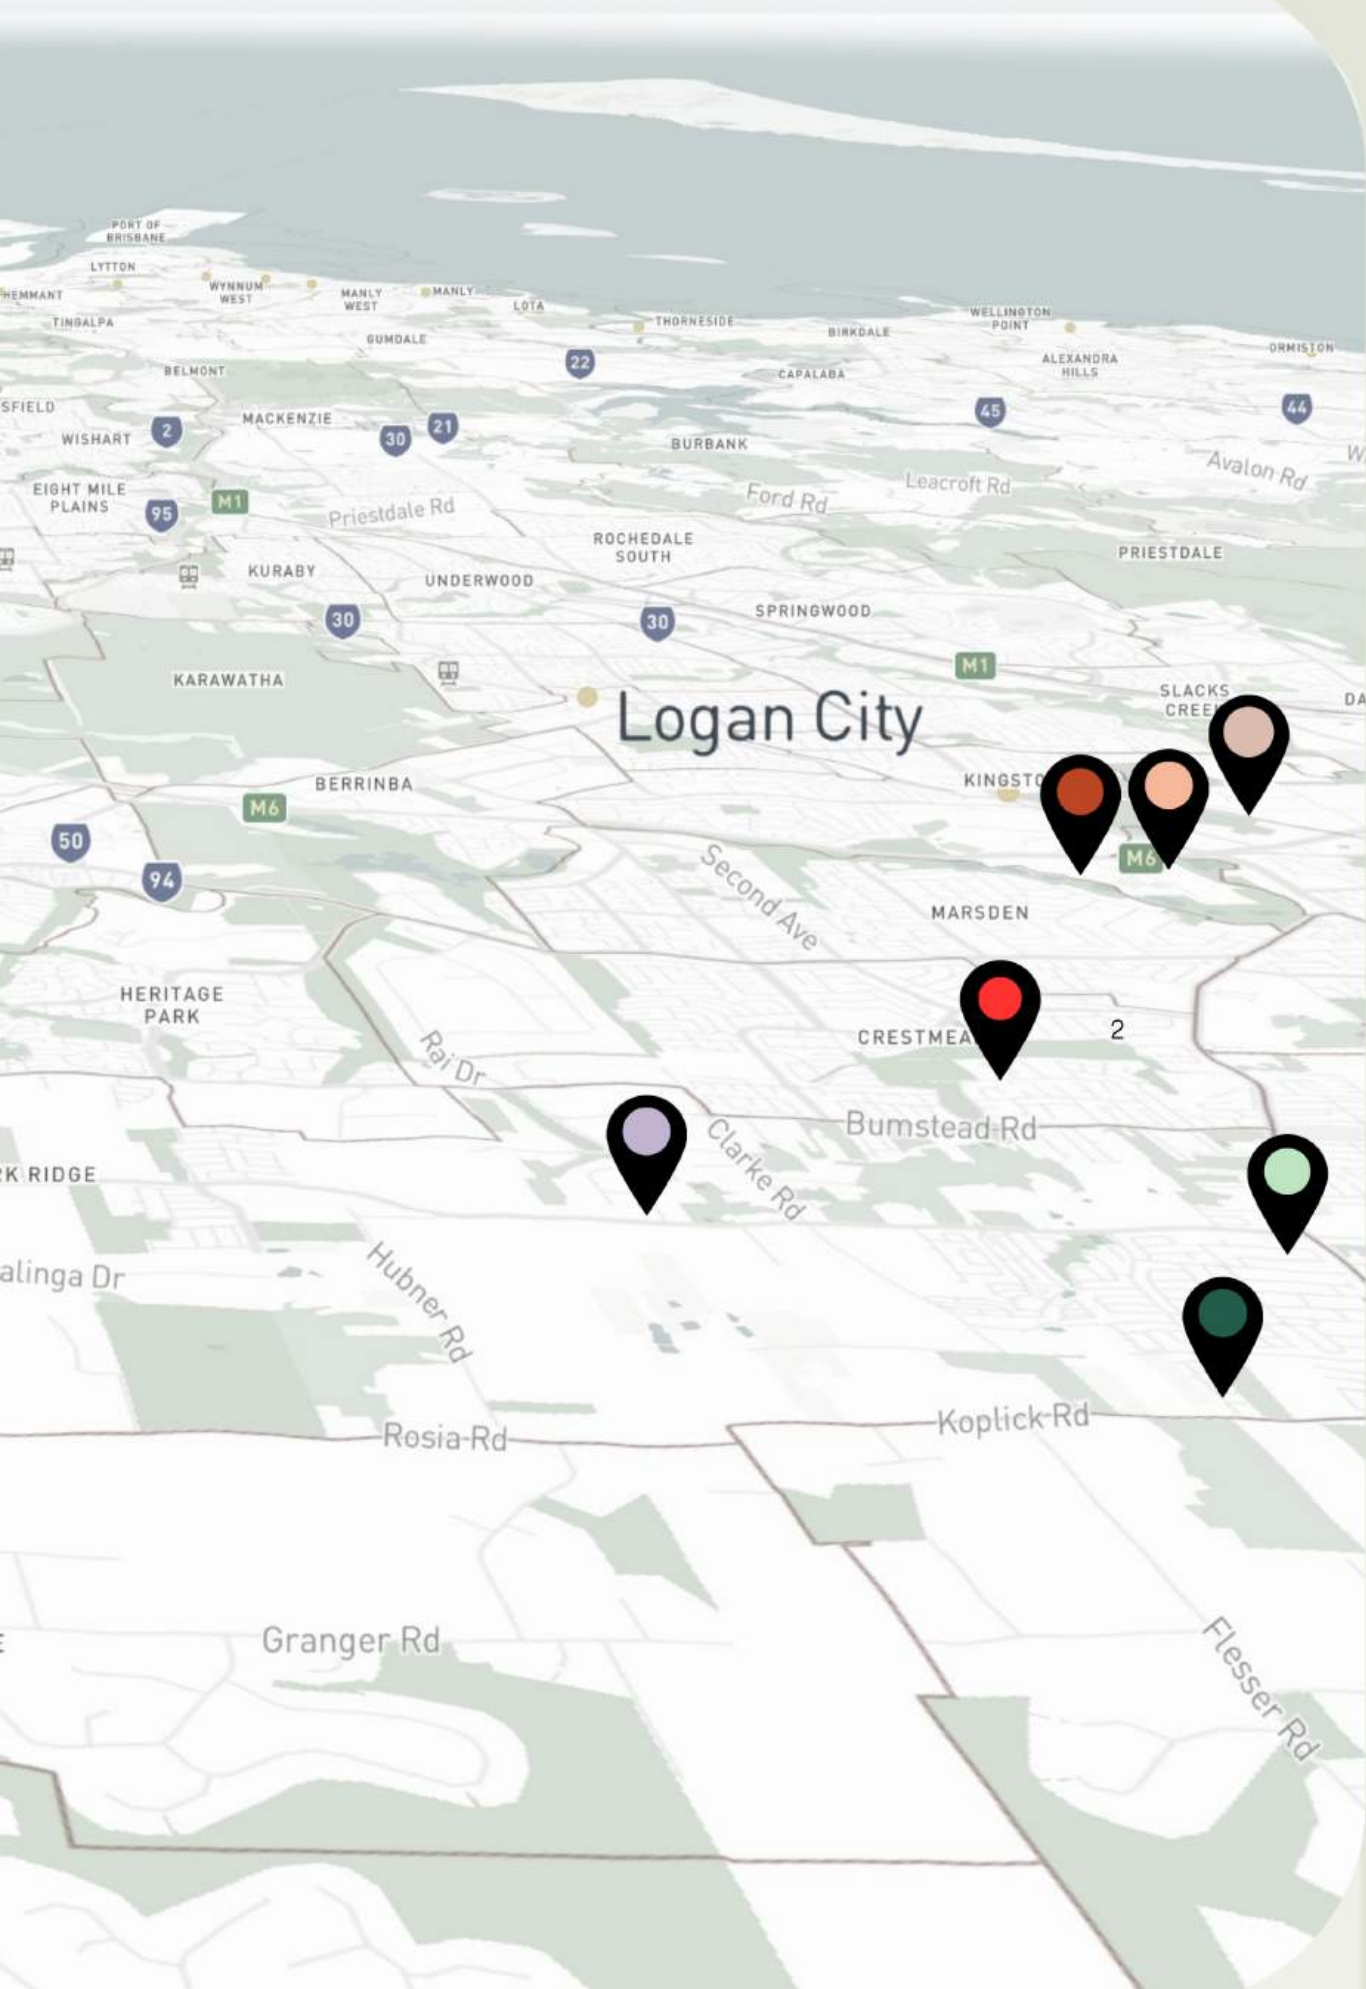 PORT OF
BRISBANE
LYTTON
HEMMANT
WYNNUM
WEST
MANLY
WEST
MANLY
LOTA
TINGALPA
GUMDALE
THORNESIDE
BIRKDALE
WELLINGTON
POINT
ORMISTON
BELMONT
22
CAPALABA
ALEXANDRA
HILLS
SFIELD
WISHART
2
MACKENZIE
30
21
BURBANK
45
44
Avalon Rd
W
EIGHT MILE
PLAINS
95
M1
Priestdale Rd
Ford Rd
Leacroft Rd
ROCHEDALE
SOUTH
PRIESTDALE
KURABY
UNDERWOOD
30
30
SPRINGWOOD
M1
KARAWATHA
Logan City
SLACKS
CREE
DA
BERRINBA
M6
KINGSTO
50
94
Second Ave
M6
MARSDEN
HERITAGE
PARK
CRESTMEA
2
Rai Dr
Bumstead Rd
Clarke Rd
RK RIDGE
alinga Dr
Hubner Rd
Rosia Rd
Koplick Rd
Granger Rd
Flesser Rd
E